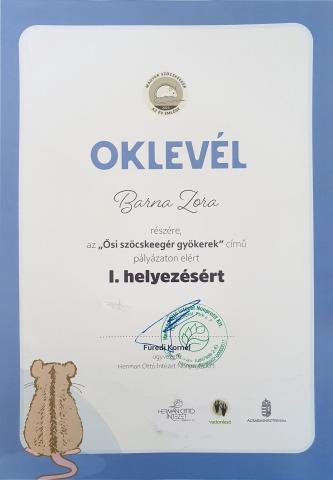 MAGYAR SZÖCSKEEGÉR
AZ ÉV EMLŐSE
OKLEVÉL
Barna Zora
részére,
az „Ősi szöcskeegér gyökerek” című
pályázaton elért
I. helyezésért
Füredi Kornél
ügyvezető
Herman Ottó Intézet Nonprofit Kft.
HERMAN OTTÓ
INTÉZET
vadonleső
AGRÁRMINISZTÉRIUM